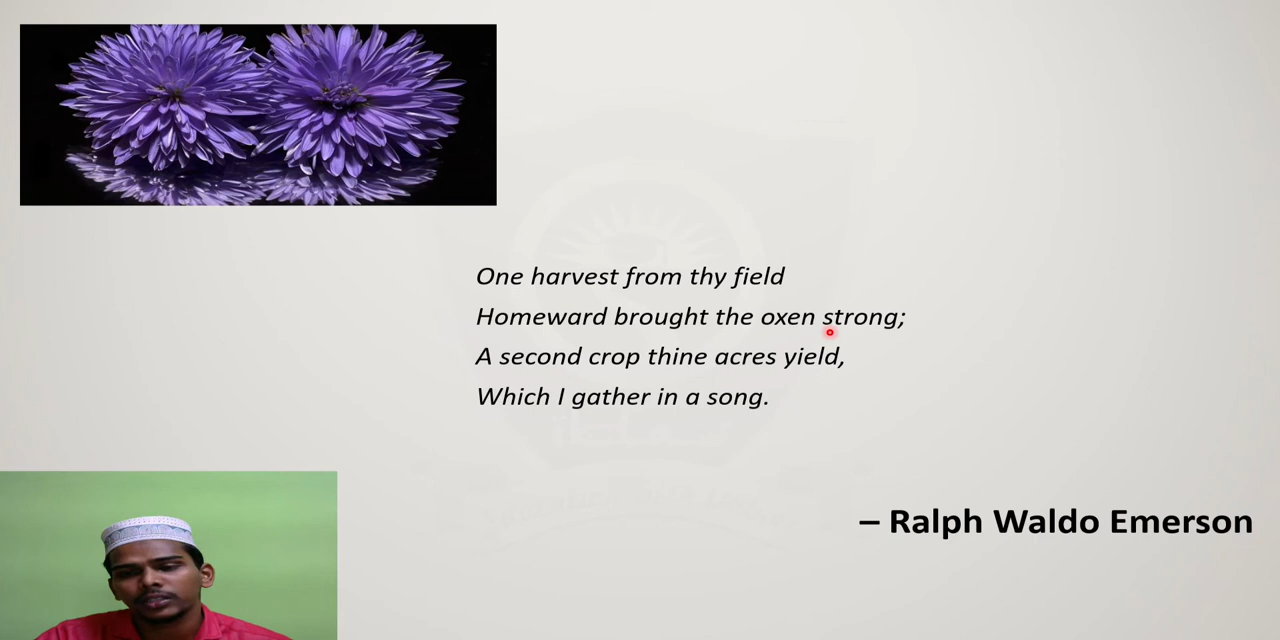 One harvest from thy field
Homeward brought the oxen strong;
A second crop thine acres yield,
Which I gather in a song.
– Ralph Waldo Emerson